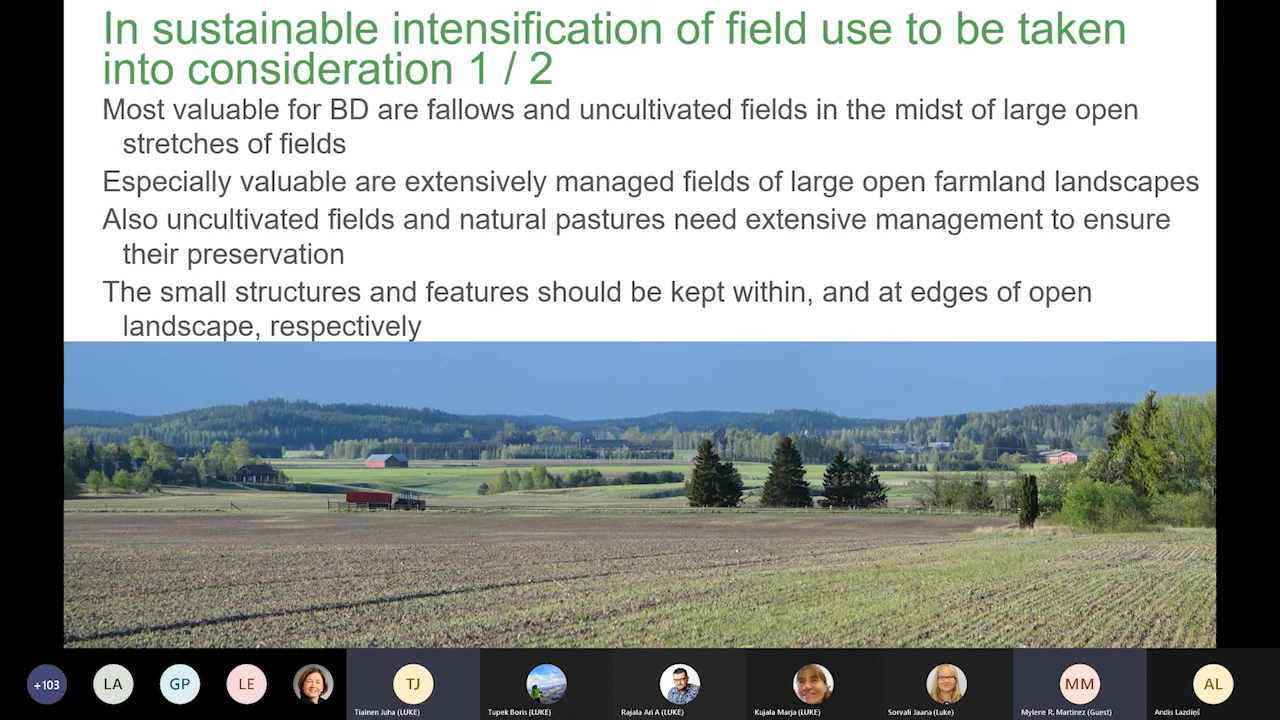 In sustainable intensification of field use to be taken
into consideration 1 / 2
Most valuable for BD are fallows and uncultivated fields in the midst of large open
stretches of fields
Especially valuable are extensively managed fields of large open farmland landscapes
Also uncultivated fields and natural pastures need extensive management to ensure
their preservation
The small structures and features should be kept within, and at edges of open
landscape, respectively
+103
LA
GP
LE
TJ
MM
AL
Tiainen Juha (LUKE)
Tupek Boris (LUKE)
Rajala Ari A (LUKE)
Kujala Marja (LUKE)
Sorvali Jaana (Luke)
Mylene R. Martinez (Guest)
Andis Lazdiņš